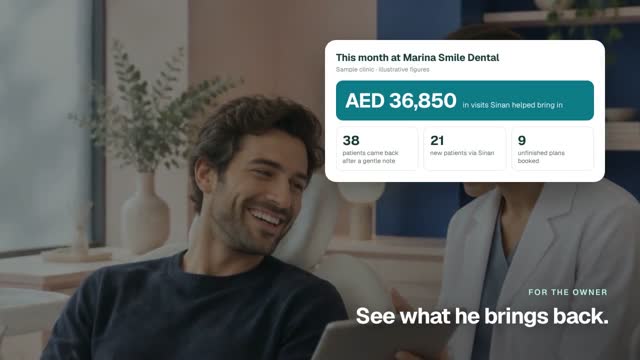 This month at Marina Smile Dental
Sample clinic · illustrative figures
AED 36,850 in visits Sinan helped bring in
38
patients came back
after a gentle note
21
new patients via Sinan
9
unfinished plans
booked
FOR THE OWNER
See what he brings back.